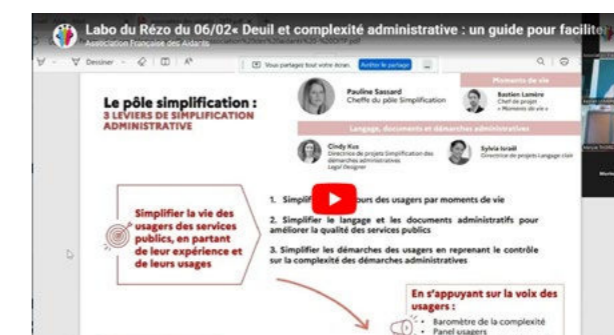 Labo du Rézo du 06/02« Deuil et complexité administrative : un guide pour faciliter
Association Française des Aidants
Dessiner
Vous partagez tout votre écran.
Arrêter le partage
Le pôle simplification :
3 LEVIERS DE SIMPLIFICATION
ADMINISTRATIVE
Pauline Sassard
Cheffe du pôle Simplification
Moments de vie
Bastien Lamère
Chef de projet
« Moments de vie »
Langage, documents et démarches administratives
Cindy Kus
Directrice de projets Simplification des
démarches administratives
Legal Designer
Sylvia Israël
Directrice de projets Langage clair
Simplifier la vie des
usagers des services
publics, en partant
de leur expérience et
de leurs usages
1. Simplif ours des usagers par moments de vie
2. Simplifier le langage et les documents administratifs pour
améliorer la qualité des services publics
3. Simplifier les démarches des usagers en reprenant le contrôle
sur la complexité des démarches administratives
En s'appuyant sur la voix des
usagers :
• Baromètre de la complexité
• Panel usagers